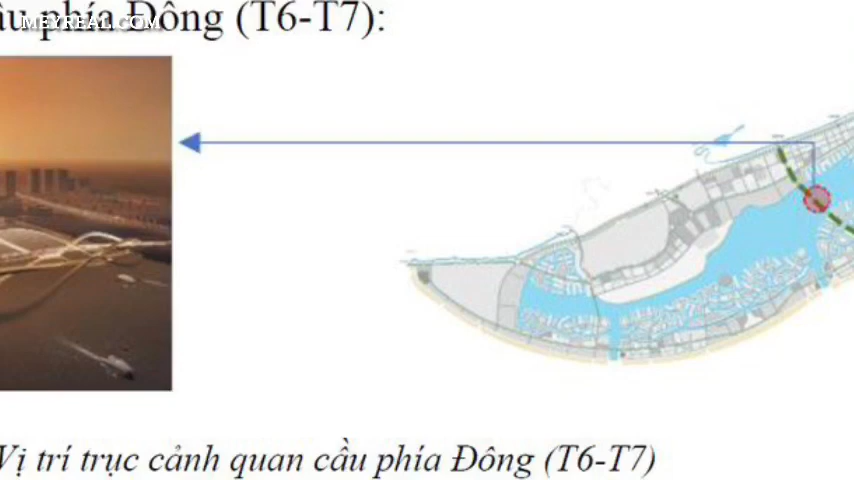 ầu phía Đông (T6-T7):
MEYREAL.COM
Vị trí trục cảnh quan cầu phía Đông (T6-T7)